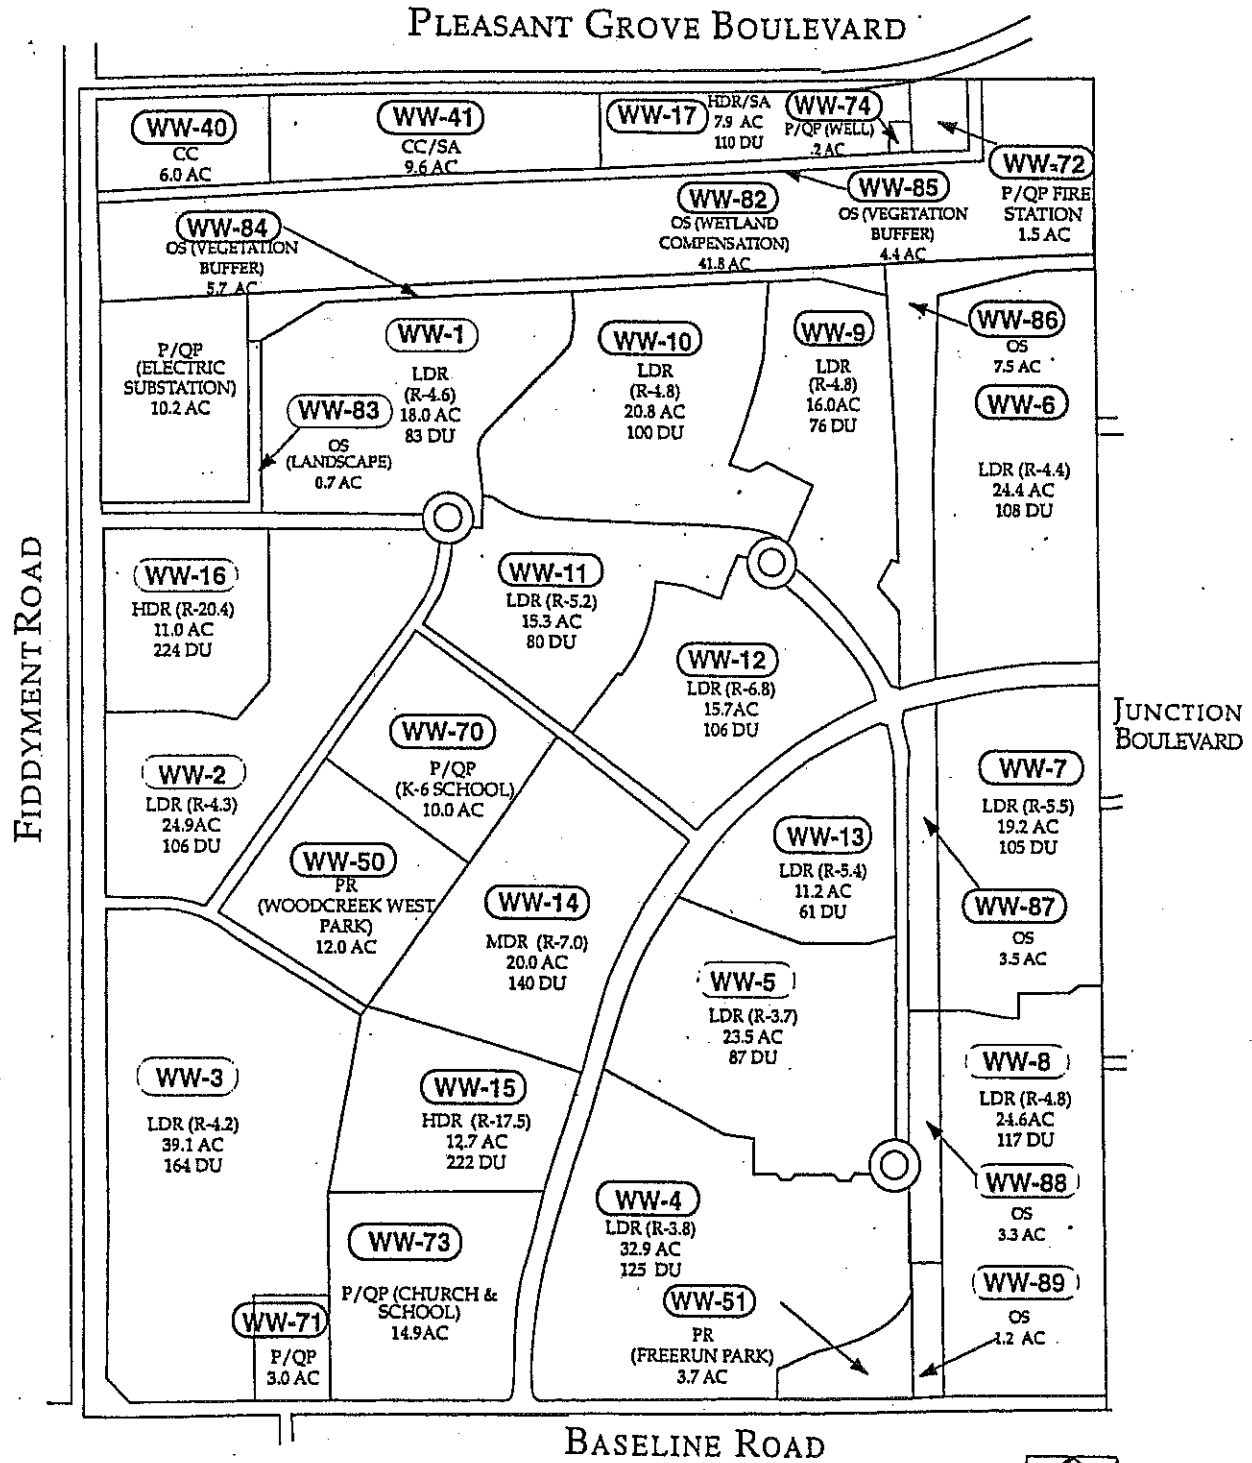 PLEASANT GROVE BOULEVARD
WW-40
CC
6.0 AC
WW-41
CC/SA
9.6 AC
WW-17
HDR/SA
7.9 AC
110 DU
WW-74
P/QP (WELL)
.2 AC
WW-72
P/QP FIRE
STATION
1.5 AC
WW-84
OS (VEGETATION
BUFFER)
5.7 AC
WW-82
OS (WETLAND
COMPENSATION)
41.8 AC
WW-85
OS (VEGETATION
BUFFER)
4.4 AC
P/QP
(ELECTRIC
SUBSTATION)
10.2 AC
WW-1
LDR
(R-4.6)
18.0 AC
83 DU
WW-83
OS
(LANDSCAPE)
0.7 AC
WW-10
LDR
(R-4.8)
20.8 AC
100 DU
WW-9
LDR
(R-4.8)
16.0AC
76 DU
WW-86
OS
7.5 AC
WW-6
LDR (R-4.4)
24.4 AC
108 DU
FIDDYMENT ROAD
WW-16
HDR (R-20.4)
11.0 AC
224 DU
WW-11
LDR (R-5.2)
15.3 AC
80 DU
WW-12
LDR (R-6.8)
15.7AC
106 DU
JUNCTION
BOULEVARD
WW-2
LDR (R-4.3)
24.9AC
106 DU
WW-70
P/QP
(K-6 SCHOOL)
10.0 AC
WW-7
LDR (R-5.5)
19.2 AC
105 DU
WW-50
PR
(WOODCREEK WEST
PARK)
12.0 AC
WW-14
MDR (R-7.0)
20.0 AC
140 DU
WW-13
LDR (R-5.4)
11.2 AC
61 DU
WW-87
OS
3.5 AC
WW-5
LDR (R-3.7)
23.5 AC
87 DU
WW-3
LDR (R-4.2)
39.1 AC
164 DU
WW-15
HDR (R-17.5)
12.7 AC
222 DU
WW-8
LDR (R-4.8)
24.6AC
117 DU
WW-88
OS
3.3 AC
WW-4
LDR (R-3.8)
32.9 AC
125 DU
WW-73
P/QP (CHURCH &
SCHOOL)
14.9AC
WW-89
OS
1.2 AC
WW-71
P/QP
3.0 AC
WW-51
PR
(FREERUN PARK)
3.7 AC
BASELINE ROAD